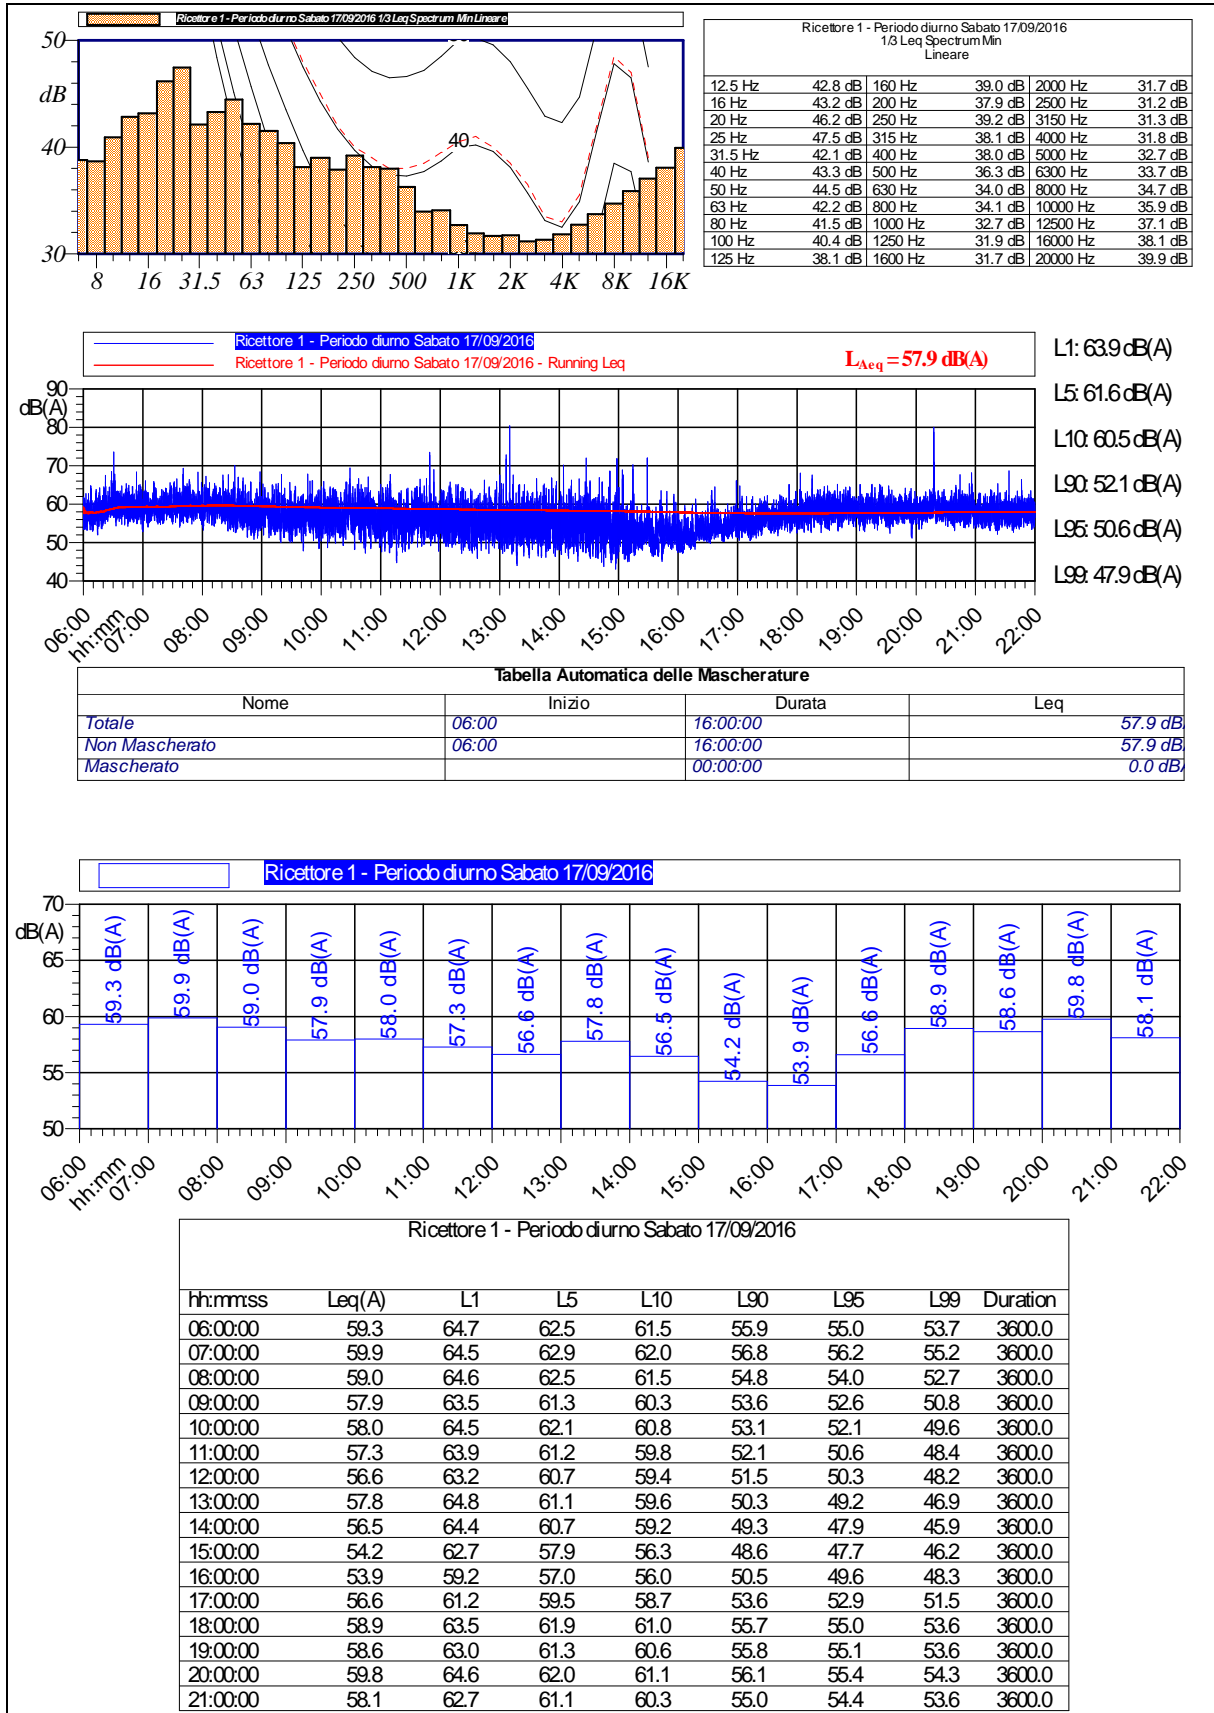 Ricettore 1 - Periodo diurno Sabato 17/09/2016 1/3 Leq Spectrum Min Lineare
50
dB
40
30
40
8 16 31.5 63 125 250 500 1K 2K 4K 8K 16K
Ricettore 1 - Periodo diurno Sabato 17/09/2016
1/3 Leq Spectrum Min
Lineare
12.5 Hz 42.8 dB 160 Hz 39.0 dB 2000 Hz 31.7 dB
16 Hz 43.2 dB 200 Hz 37.9 dB 2500 Hz 31.2 dB
20 Hz 46.2 dB 250 Hz 39.2 dB 3150 Hz 31.3 dB
25 Hz 47.5 dB 315 Hz 38.1 dB 4000 Hz 31.8 dB
31.5 Hz 42.1 dB 400 Hz 38.0 dB 5000 Hz 32.7 dB
40 Hz 43.3 dB 500 Hz 36.3 dB 6300 Hz 33.7 dB
50 Hz 44.5 dB 630 Hz 34.0 dB 8000 Hz 34.7 dB
63 Hz 42.2 dB 800 Hz 34.1 dB 10000 Hz 35.9 dB
80 Hz 41.5 dB 1000 Hz 32.7 dB 12500 Hz 37.1 dB
100 Hz 40.4 dB 1250 Hz 31.9 dB 16000 Hz 38.1 dB
125 Hz 38.1 dB 1600 Hz 31.7 dB 20000 Hz 39.9 dB
Ricettore 1 - Periodo diurno Sabato 17/09/2016
Ricettore 1 - Periodo diurno Sabato 17/09/2016 - Running Leq
LAeq = 57.9 dB(A)
L1: 63.9 dB(A)
L5: 61.6 dB(A)
L10: 60.5 dB(A)
L90: 52.1 dB(A)
L95: 50.6 dB(A)
L99: 47.9 dB(A)
90
dB(A)
80
70
60
50
40
06:00 07:00 08:00 09:00 10:00 11:00 12:00 13:00 14:00 15:00 16:00 17:00 18:00 19:00 20:00 21:00 22:00
hh:mm
Tabella Automatica delle Mascherature
Nome Inizio Durata Leq
Totale 06:00 16:00:00 57.9 dB
Non Mascherato 06:00 16:00:00 57.9 dB
Mascherato 00:00:00 0.0 dB
Ricettore 1 - Periodo diurno Sabato 17/09/2016
70
dB(A)
65
60
55
50
59.3 dB(A)
59.9 dB(A)
59.0 dB(A)
57.9 dB(A)
58.0 dB(A)
57.3 dB(A)
56.6 dB(A)
57.8 dB(A)
56.5 dB(A)
54.2 dB(A)
53.9 dB(A)
56.6 dB(A)
58.9 dB(A)
58.6 dB(A)
59.8 dB(A)
58.1 dB(A)
06:00 07:00 08:00 09:00 10:00 11:00 12:00 13:00 14:00 15:00 16:00 17:00 18:00 19:00 20:00 21:00 22:00
hh:mm
Ricettore 1 - Periodo diurno Sabato 17/09/2016
hh:mm:ss Leq(A) L1 L5 L10 L90 L95 L99 Duration
06:00:00 59.3 64.7 62.5 61.5 55.9 55.0 53.7 3600.0
07:00:00 59.9 64.5 62.9 62.0 56.8 56.2 55.2 3600.0
08:00:00 59.0 64.6 62.5 61.5 54.8 54.0 52.7 3600.0
09:00:00 57.9 63.5 61.3 60.3 53.6 52.6 50.8 3600.0
10:00:00 58.0 64.5 62.1 60.8 53.1 52.1 49.6 3600.0
11:00:00 57.3 63.9 61.2 59.8 52.1 50.6 48.4 3600.0
12:00:00 56.6 63.2 60.7 59.4 51.5 50.3 48.2 3600.0
13:00:00 57.8 64.8 61.1 59.6 50.3 49.2 46.9 3600.0
14:00:00 56.5 64.4 60.7 59.2 49.3 47.9 45.9 3600.0
15:00:00 54.2 62.7 57.9 56.3 48.6 47.7 46.2 3600.0
16:00:00 53.9 59.2 57.0 56.0 50.5 49.6 48.3 3600.0
17:00:00 56.6 61.2 59.5 58.7 53.6 52.9 51.5 3600.0
18:00:00 58.9 63.5 61.9 61.0 55.7 55.0 53.6 3600.0
19:00:00 58.6 63.0 61.3 60.6 55.8 55.1 53.6 3600.0
20:00:00 59.8 64.6 62.0 61.1 56.1 55.4 54.3 3600.0
21:00:00 58.1 62.7 61.1 60.3 55.0 54.4 53.6 3600.0